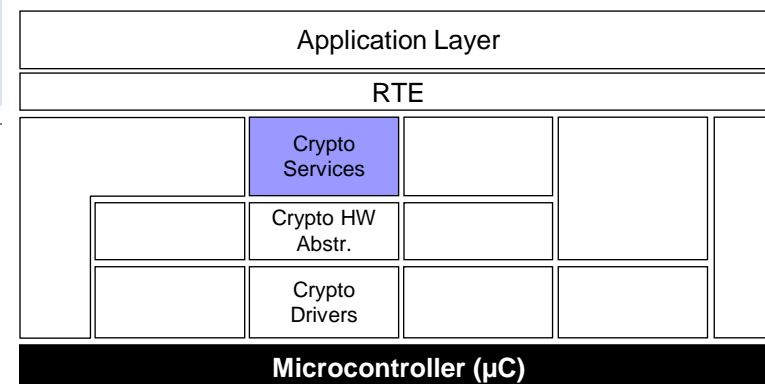 Application Layer
RTE
Crypto
Services
Crypto HW
Abstr.
Crypto
Drivers
Microcontroller (µC)